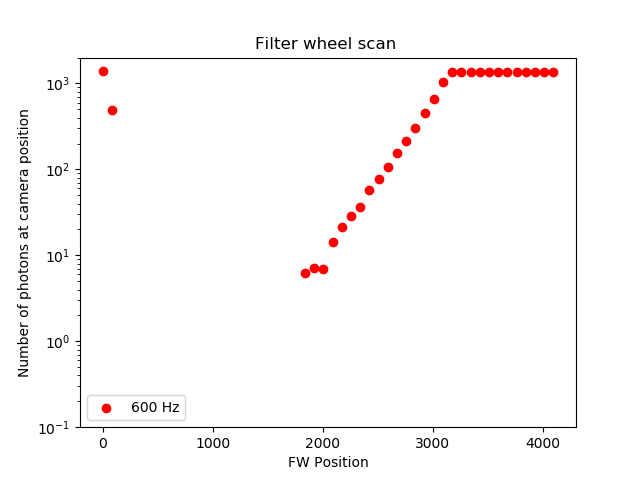 Filter wheel scan
Number of photons at camera position
10³
10²
10¹
10⁰
10⁻¹
600 Hz
0 1000 2000 3000 4000
FW Position